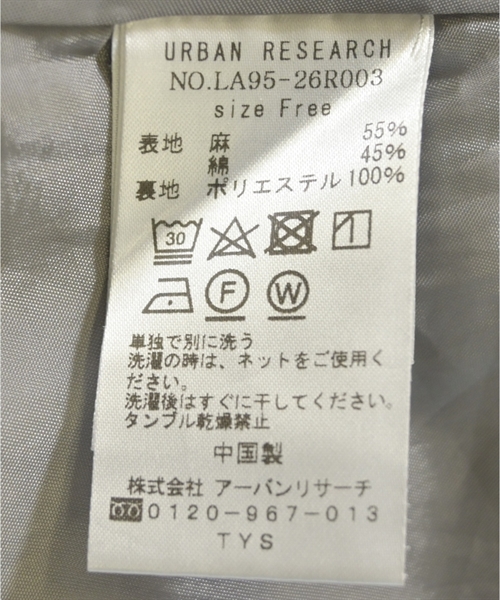 URBAN RESEARCH
NO.LA95-26R003
size Free
表地 麻 55%
綿 45%
裏地 ポリエステル 100%
30
F W
単独で別に洗う
洗濯の時は、ネットをご使用く
ださい。
洗濯後はすぐに干してください。
タンブル乾燥禁止
中国製
株式会社 アーバンリサーチ
0120-967-013
TYS